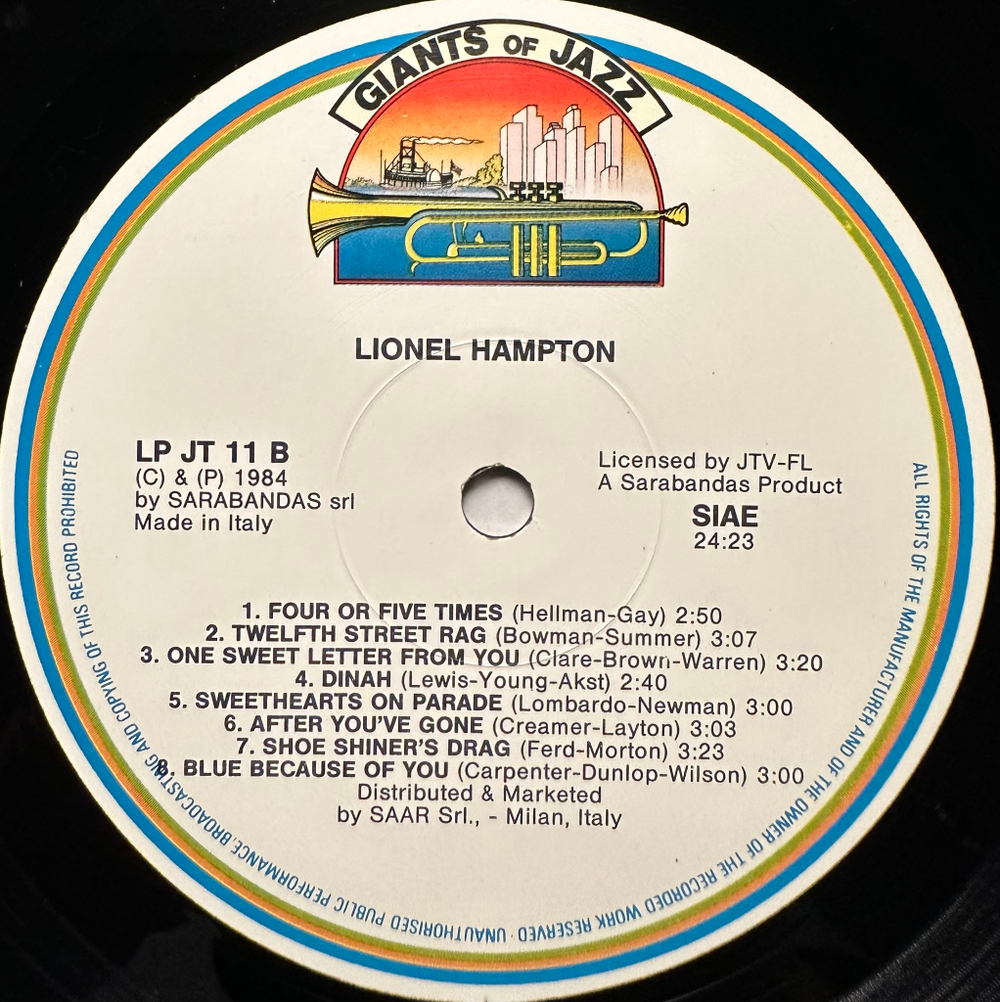 GIANTS OF JAZZ
LIONEL HAMPTON
LP JT 11 B
(C) & (P) 1984
by SARABANDAS srl
Made in Italy
Licensed by JTV-FL
A Sarabandas Product
SIAE
24:23
1. FOUR OR FIVE TIMES (Hellman-Gay) 2:50
2. TWELFTH STREET RAG (Bowman-Summer) 3:07
3. ONE SWEET LETTER FROM YOU (Clare-Brown-Warren) 3:20
4. DINAH (Lewis-Young-Akst) 2:40
5. SWEETHEARTS ON PARADE (Lombardo-Newman) 3:00
6. AFTER YOU'VE GONE (Creamer-Layton) 3:03
7. SHOE SHINER'S DRAG (Ferd-Morton) 3:23
8. BLUE BECAUSE OF YOU (Carpenter-Dunlop-Wilson) 3:00
Distributed & Marketed
by SAAR Srl., - Milan, Italy
ALL RIGHTS OF THE MANUFACTURER AND OF THE OWNER OF THE RECORDED WORK RESERVED · UNAUTHORISED PUBLIC PERFORMANCE, BROADCASTING AND COPYING OF THIS RECORD PROHIBITED